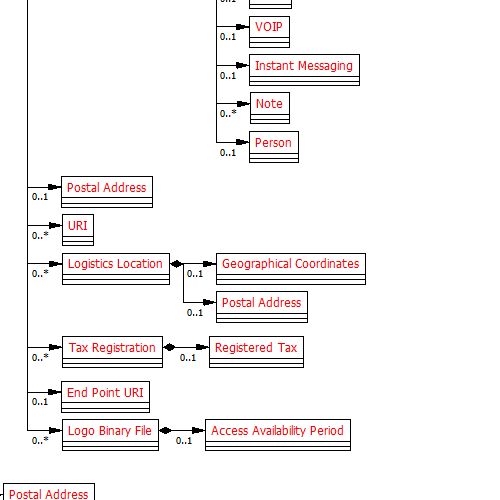 0..1
VOIP
0..1
Instant Messaging
0..1
Note
0..*
Person
0..1
Postal Address
0..1
URI
0..*
Logistics Location
Geographical Coordinates
0..*
0..1
Postal Address
0..1
Tax Registration
Registered Tax
0..*
0..1
End Point URI
0..1
Logo Binary File
Access Availability Period
0..*
0..1
Postal Address